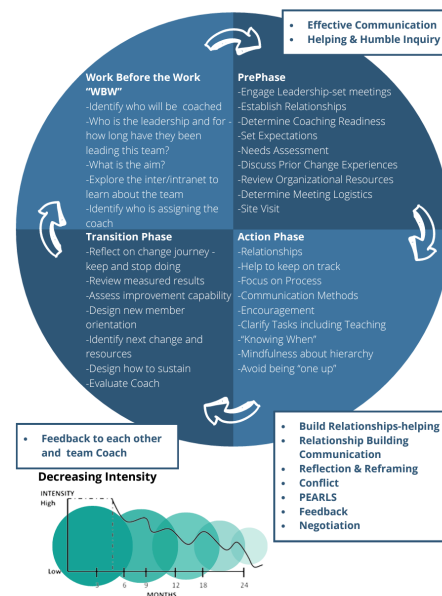 • Effective Communication
• Helping & Humble Inquiry
Work Before the Work
"WBW"
-Identify who will be coached
-Who is the leadership and for -
how long have they been
leading this team?
-What is the aim?
-Explore the inter/intranet to
learn about the team
-Identify who is assigning the
coach
PrePhase
-Engage Leadership-set meetings
-Establish Relationships
-Determine Coaching Readiness
-Set Expectations
-Needs Assessment
-Discuss Prior Change Experiences
-Review Organizational Resources
-Determine Meeting Logistics
-Site Visit
Transition Phase
-Reflect on change journey -
keep and stop doing
-Review measured results
-Assess improvement capability
-Design new member
orientation
-Identify next change and
resources
-Design how to sustain
-Evaluate Coach
Action Phase
-Relationships
-Help to keep on track
-Focus on Process
-Communication Methods
-Encouragement
-Clarify Tasks including Teaching
-"Knowing When"
-Mindfulness about hierarchy
-Avoid being "one up"
• Feedback to each other
and team Coach
• Build Relationships-helping
• Relationship Building
Communication
• Reflection & Reframing
• Conflict
• PEARLS
• Feedback
• Negotiation
Decreasing Intensity
INTENSITY
High
Low
6
12
18
24
MONTHS